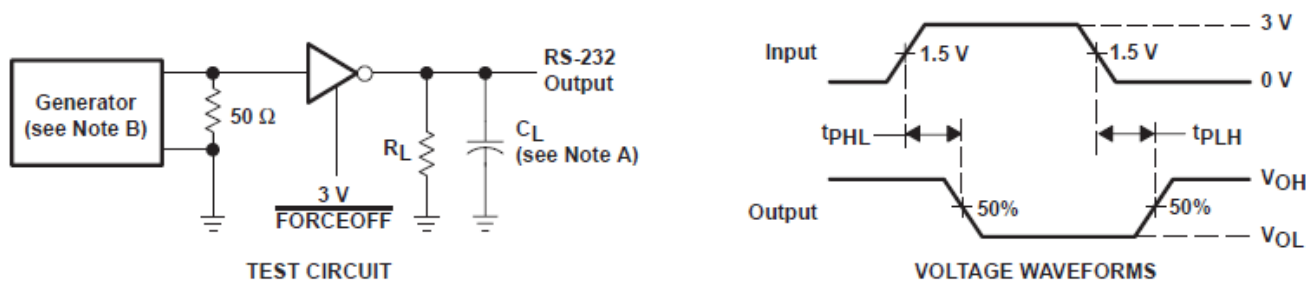 Generator
(see Note B)
50 Ω
3 V
FORCEOFF
RL
CL
(see Note A)
RS-232
Output
TEST CIRCUIT
Input
1.5 V
1.5 V
3 V
0 V
tPHL
tPLH
Output
50%
50%
VOH
VOL
VOLTAGE WAVEFORMS